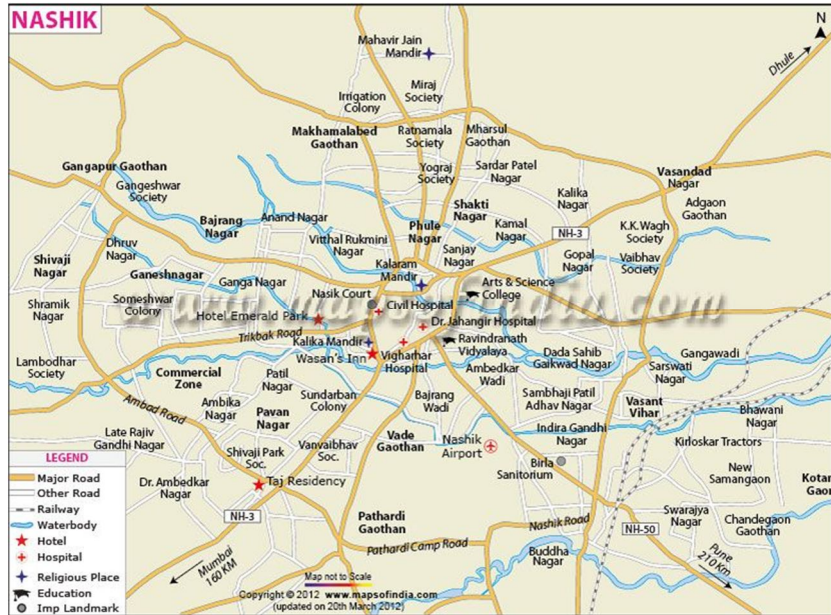 NASHIK
N
Mahavir Jain
Mandir
Dhule
Miraj
Society
Irrigation
Colony
Makhamalabed
Gaothan
Ratnamala
Society
Mharsul
Gaothan
Yograj
Society
Sardar Patel
Nagar
Vasandad
Nagar
Gangapur Gaothan
Gangeshwar
Society
Kalika
Nagar
Adgaon
Gaothan
Shakti
Nagar
Bajrang
Nagar
Anand Nagar
Phule
Nagar
Kamal
Nagar
NH-3
K.K.Wagh
Society
Dhruv
Nagar
Vitthal Rukmini
Nagar
Sanjay
Nagar
Gopal
Nagar
Vaibhav
Society
Shivaji
Nagar
Ganeshnagar
Kalaram
Mandir
Ganga Nagar
Nasik Court
Arts & Science
College
Shramik
Nagar
Someshwar
Colony
Civil Hospital
www.mapsofindia.com
Hotel Emerald Park
Dr.Jahangir Hospital
Trikbak Road
Kalika Mandir
Ravindranath
Vidyalaya
Wasan's Inn
Vigharhar
Hospital
Dada Sahib
Gaikwad Nagar
Gangawadi
Lambodhar
Society
Commercial
Zone
Patil
Nagar
Ambedkar
Wadi
Sarswati
Nagar
Ambad Road
Ambika
Nagar
Sundarban
Colony
Bajrang
Wadi
Sambhaji Patil
Adhav Nagar
Vasant
Vihar
Pavan
Nagar
Bhawani
Nagar
Late Rajiv
Gandhi Nagar
Vade
Gaothan
Indira Gandhi
Nagar
Shivaji Park
Soc.
Vanvaibhav
Soc.
Nashik
Airport
Kirloskar Tractors
Birla
Sanitorium
New
Samangaon
Dr. Ambedkar
Nagar
Taj Residency
Kotan
Gao
NH-3
Pathardi
Gaothan
Nashik Road
NH-50
Swarajya
Nagar
Chandegaon
Gaothan
Pathardi Camp Road
Buddha
Nagar
Mumbai
160 KM
Pune
210 Km
LEGEND
Major Road
Other Road
Railway
Waterbody
Hotel
Hospital
Religious Place
Education
Imp Landmark
Map not to Scale
Copyright © 2012 www.mapsofindia.com
(updated on 20th March 2012)